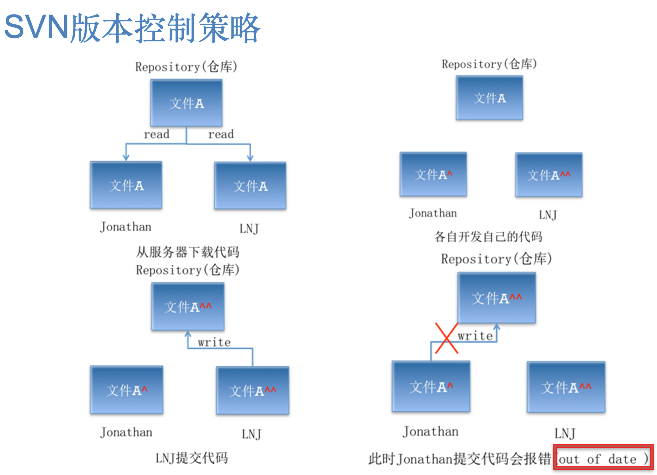 SVN版本控制策略
Repository(仓库)
文件A
read
read
文件A
文件A
Jonathan
LNJ
从服务器下载代码
Repository(仓库)
文件A
文件A^
文件A^^
Jonathan
LNJ
各自开发自己的代码
Repository(仓库)
文件A^^
write
文件A^
文件A^^
Jonathan
LNJ
LNJ提交代码
Repository(仓库)
文件A^^
write
文件A^
文件A^^
Jonathan
LNJ
此时Jonathan提交代码会报错 out of date )